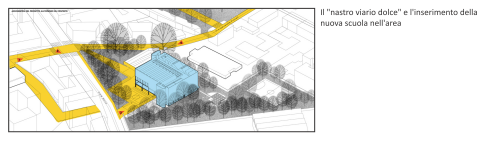 Il "nastro viario dolce" e l'inserimento della
nuova scuola nell'area